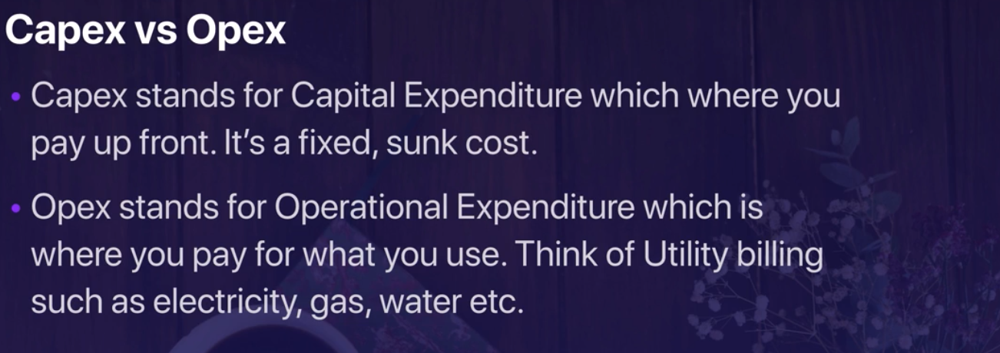 Capex vs Opex
• Capex stands for Capital Expenditure which where you
pay up front. It’s a fixed, sunk cost.
• Opex stands for Operational Expenditure which is
where you pay for what you use. Think of Utility billing
such as electricity, gas, water etc.